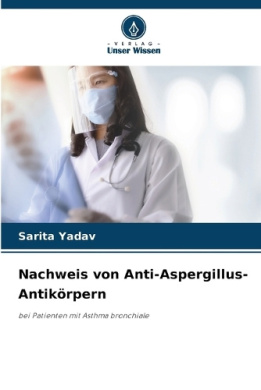 - VERLAG -
Unser Wissen
Sarita Yadav
Nachweis von Anti-Aspergillus-
Antikörpern
bei Patienten mit Asthma bronchiale